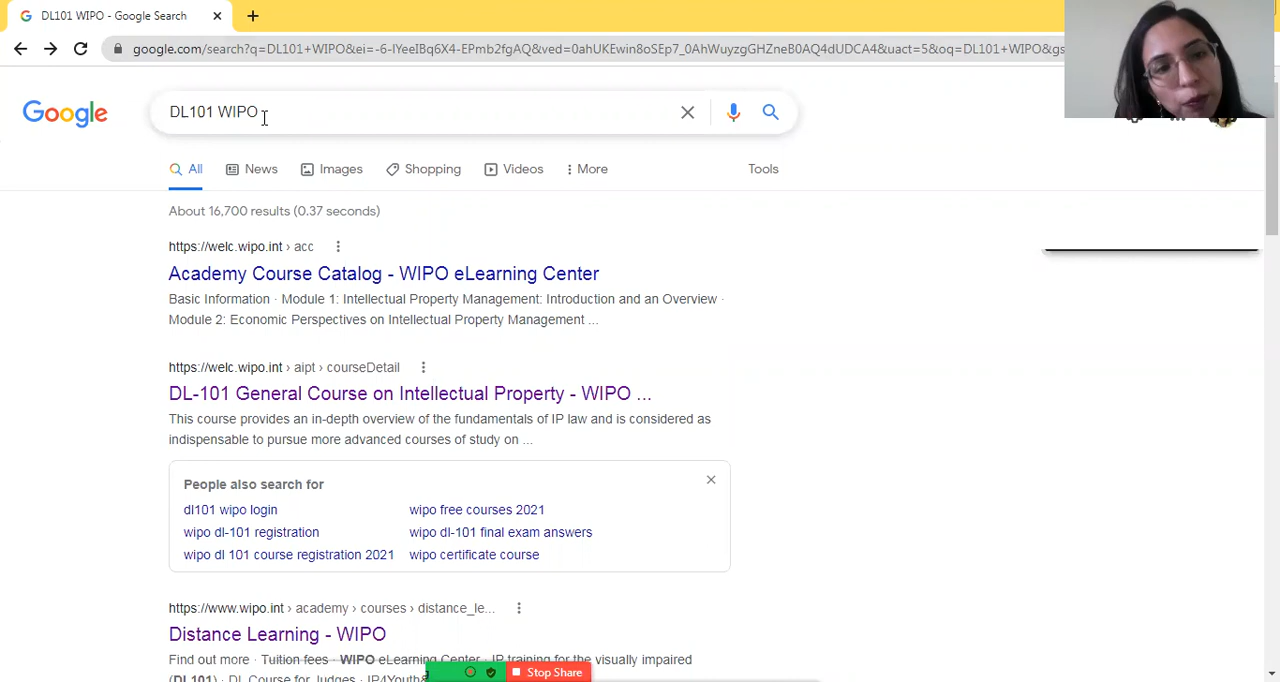 DL101 WIPO - Google Search
google.com/search?q=DL101+WIPO&ei=-6-lYeeIBq6X4-EPmb2fgAQ&ved=0ahUKEwin8oSEp7_0AhWuyzgGHZneB0AQ4dUDCA4&uact=5&oq=DL101+WIPO&gs
Google
DL101 WIPO
All News Images Shopping Videos More Tools
About 16,700 results (0.37 seconds)
https://welc.wipo.int › acc
Academy Course Catalog - WIPO eLearning Center
Basic Information · Module 1: Intellectual Property Management: Introduction and an Overview ·
Module 2: Economic Perspectives on Intellectual Property Management ...
https://welc.wipo.int › aipt › courseDetail
DL-101 General Course on Intellectual Property - WIPO ...
This course provides an in-depth overview of the fundamentals of IP law and is considered as
indispensable to pursue more advanced courses of study on ...
People also search for
dl101 wipo login wipo free courses 2021
wipo dl-101 registration wipo dl-101 final exam answers
wipo dl 101 course registration 2021 wipo certificate course
https://www.wipo.int › academy › courses › distance_le...
Distance Learning - WIPO
Find out more · Tuition fees · WIPO eLearning Center · IP training for the visually impaired
(DL101) · DL Course for Judges · IP4Youth&
Stop Share